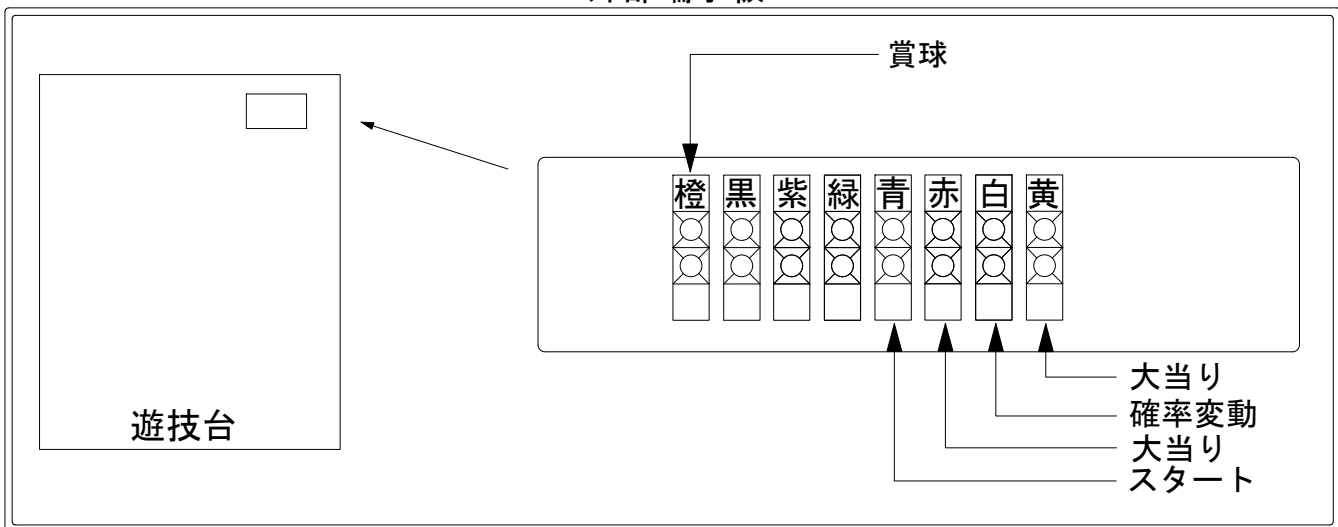 賞球
橙 黒 紫 緑 青 赤 白 黄
大当り
確率変動
大当り
スタート
遊技台